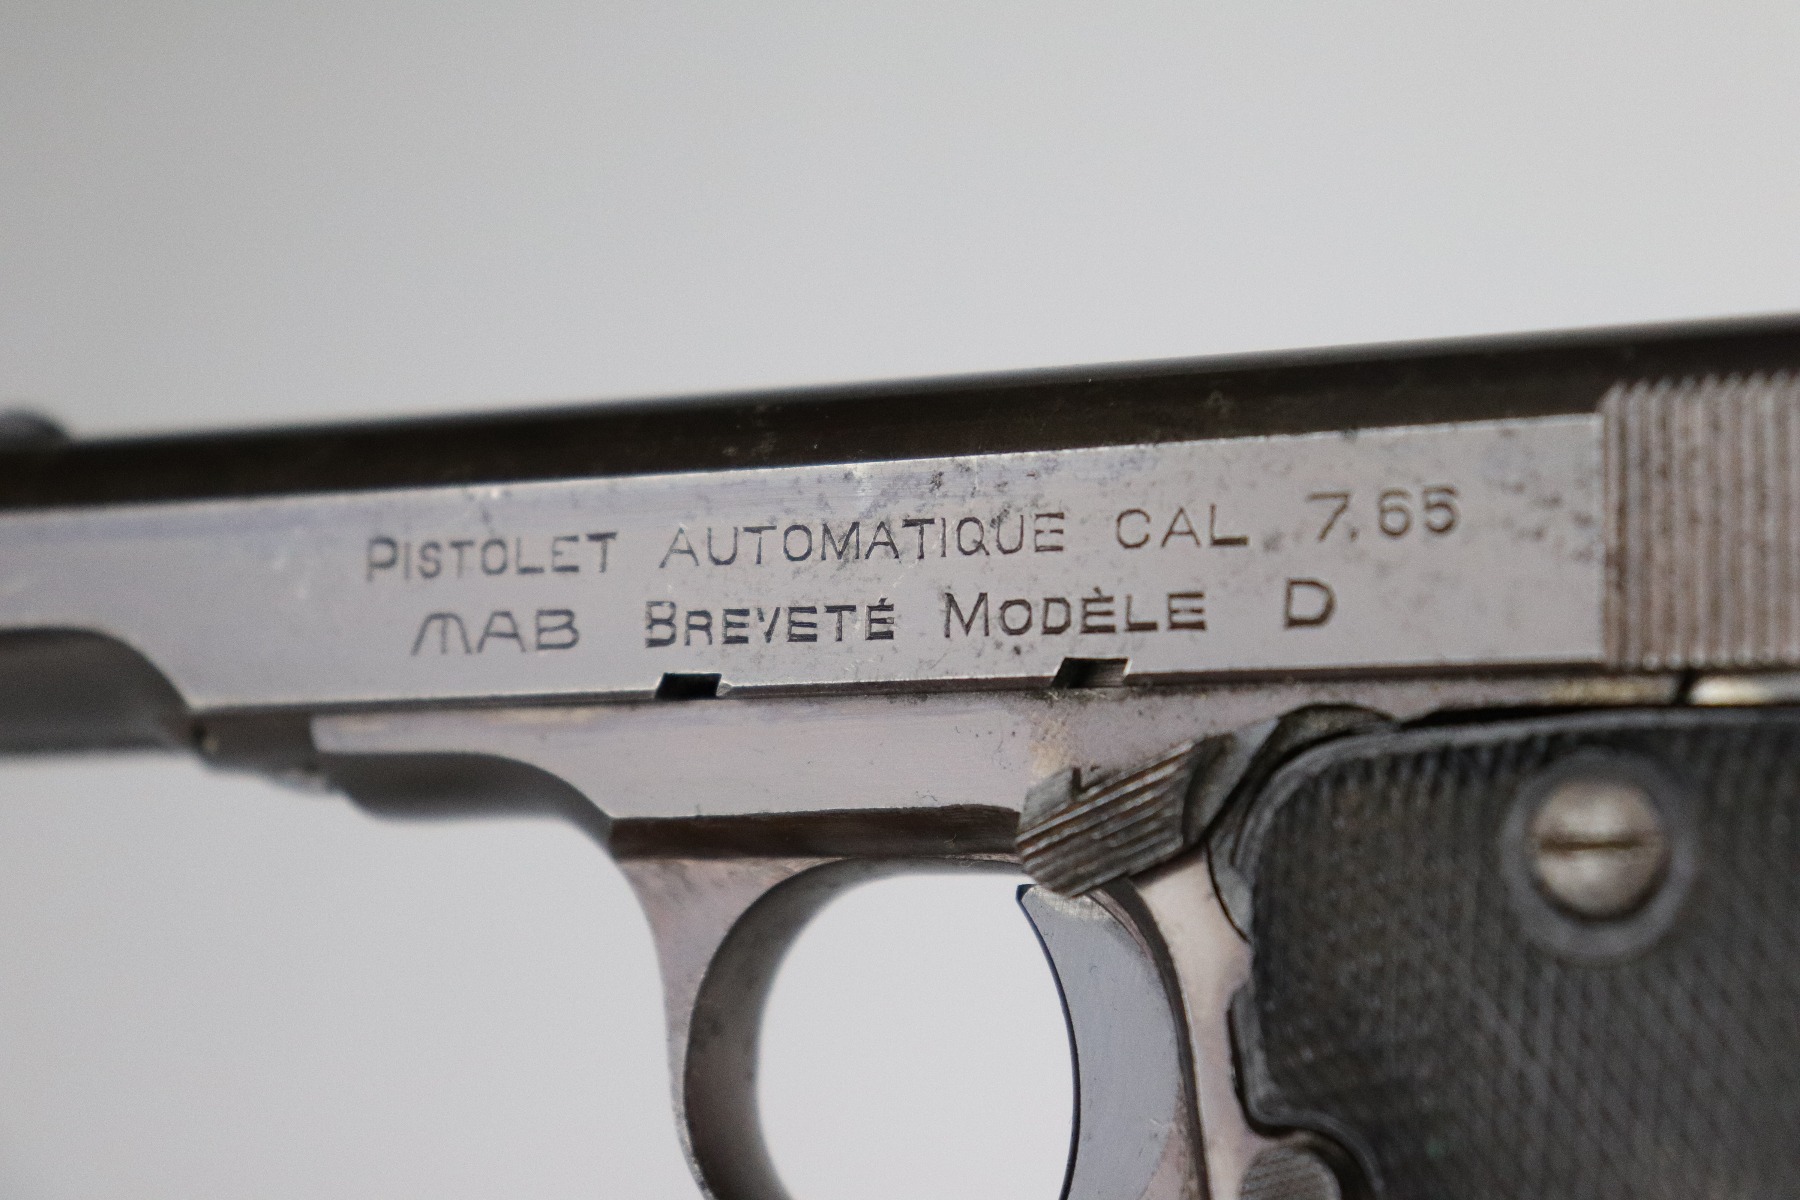 PISTOLET AUTOMATIQUE CAL 7,65
MAB BREVETÉ MODÈLE D